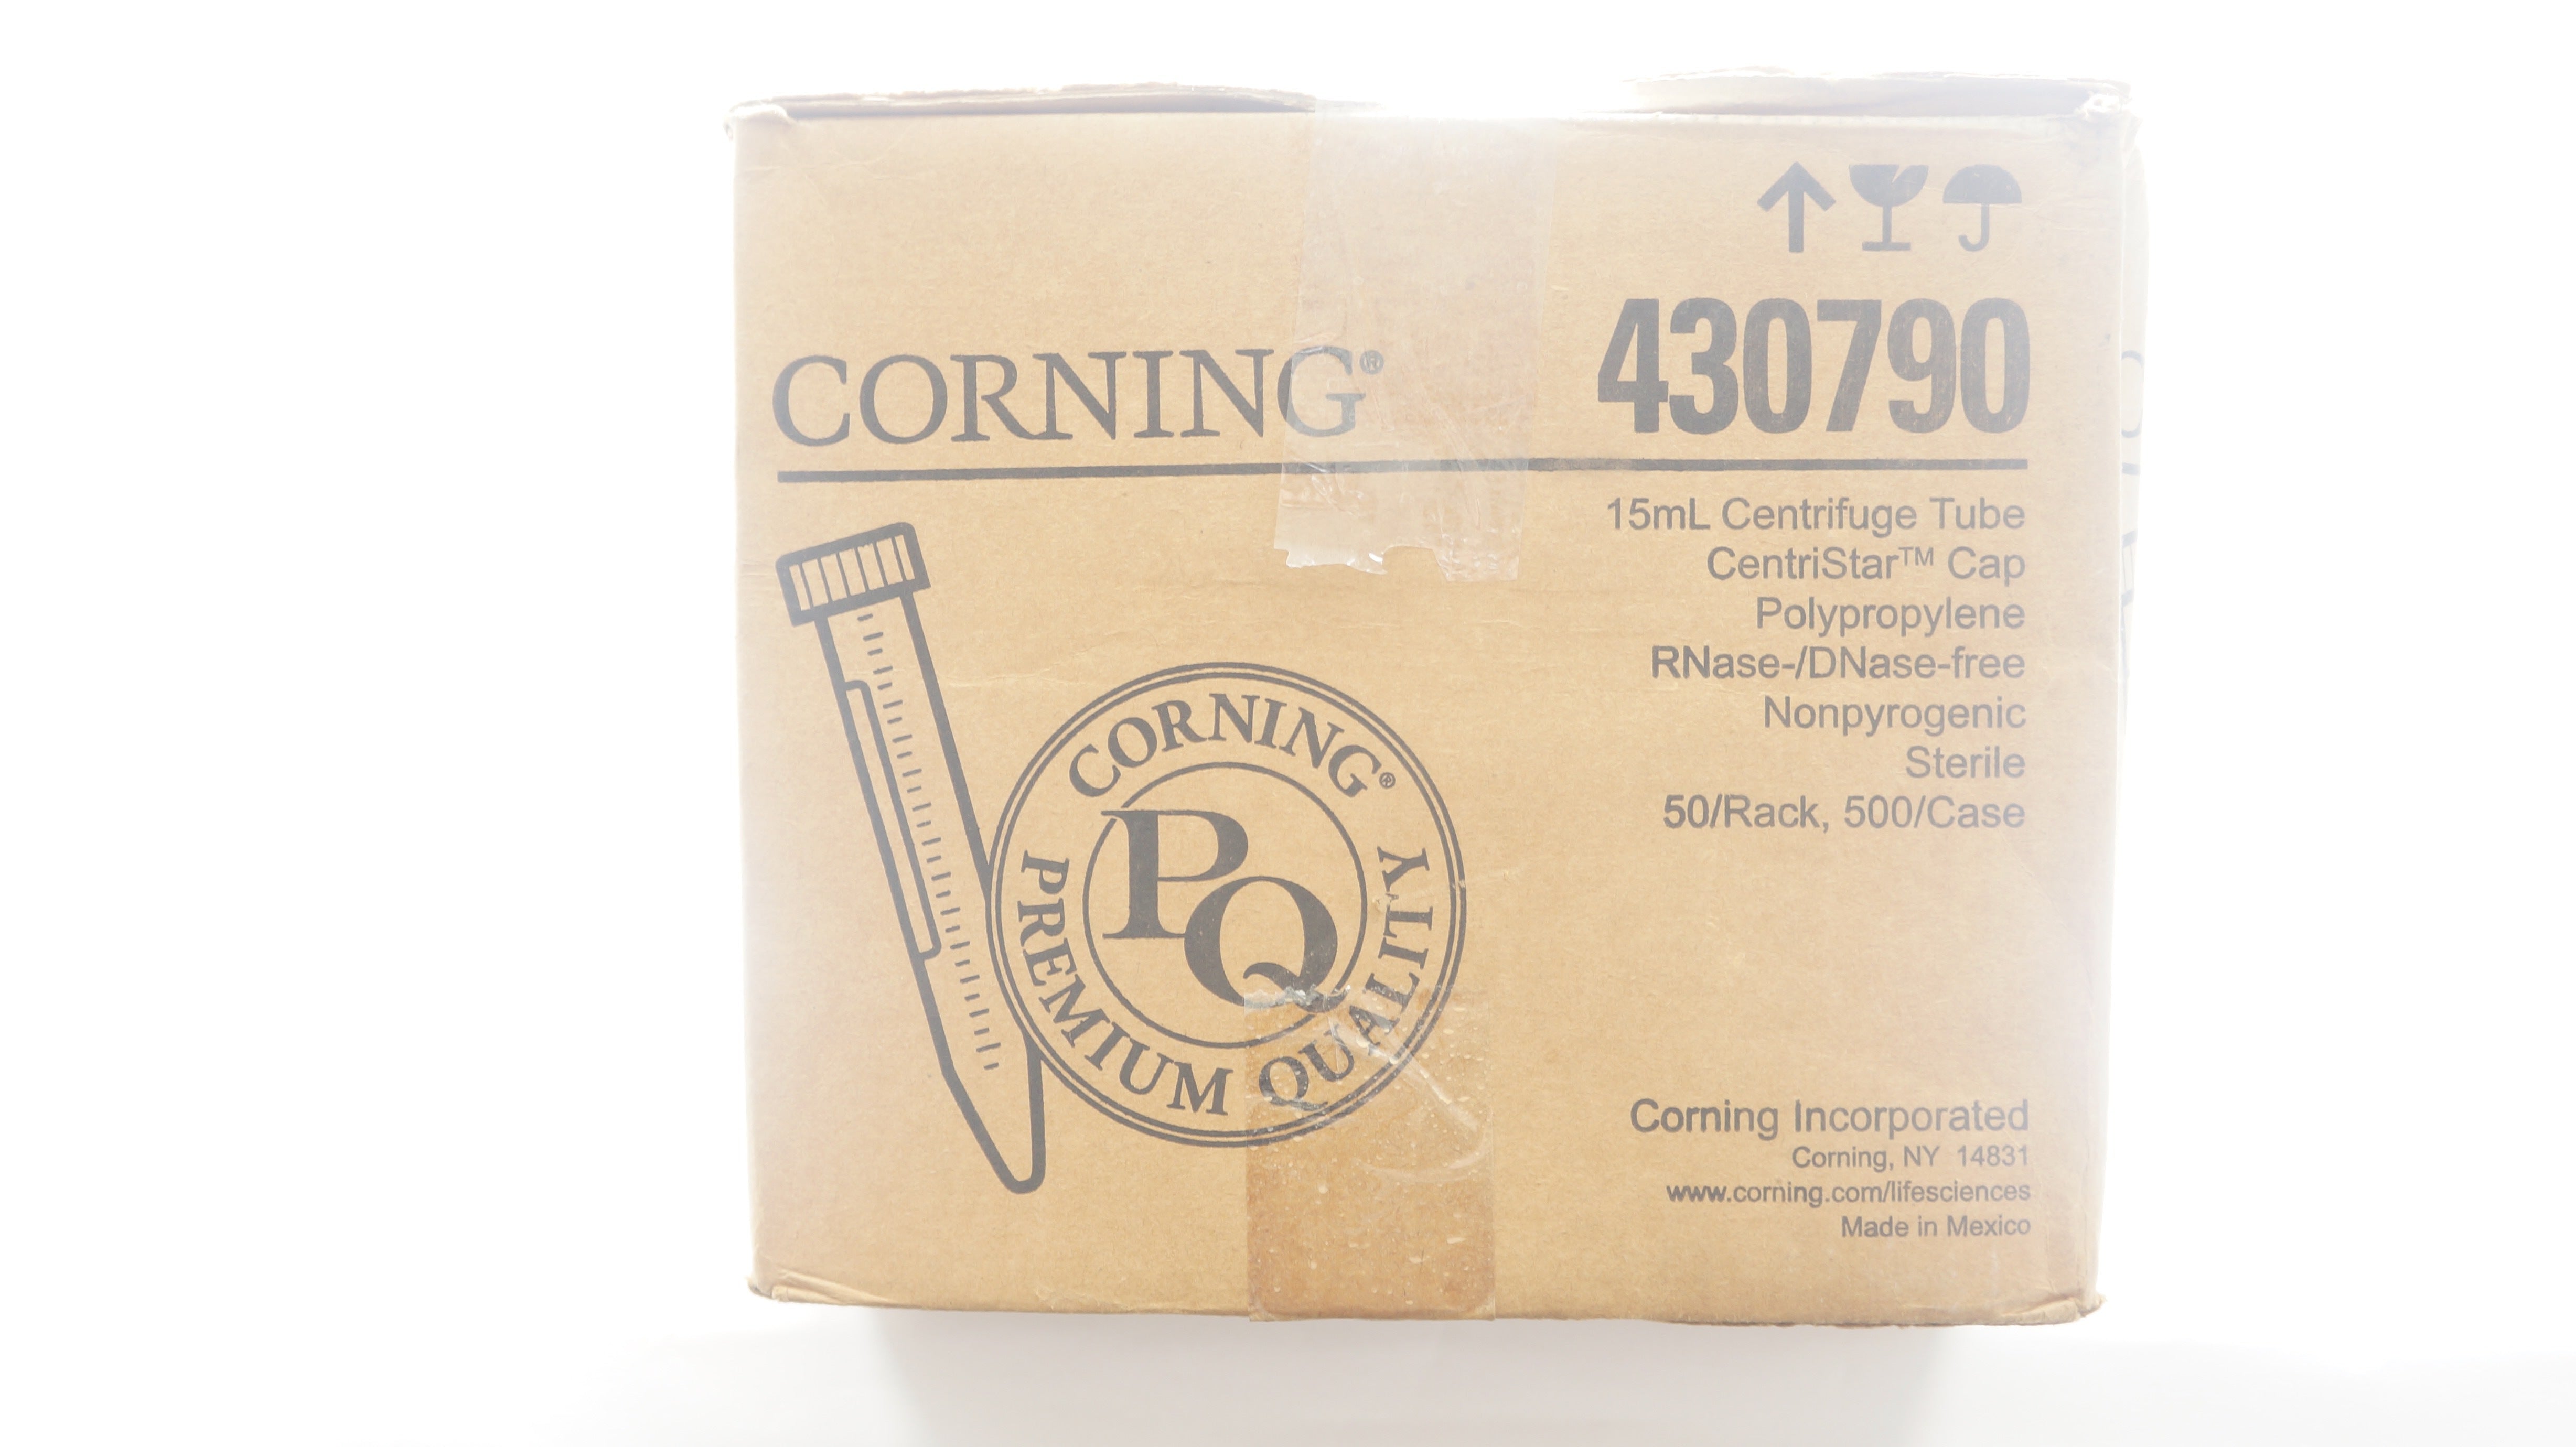 CORNING®
430790
15mL Centrifuge Tube
CentriStar™ Cap
Polypropylene
RNase-/DNase-free
Nonpyrogenic
Sterile
50/Rack, 500/Case
CORNING®
PREMIUM QUALITY
PQ
Corning Incorporated
Corning, NY 14831
www.corning.com/lifesciences
Made in Mexico